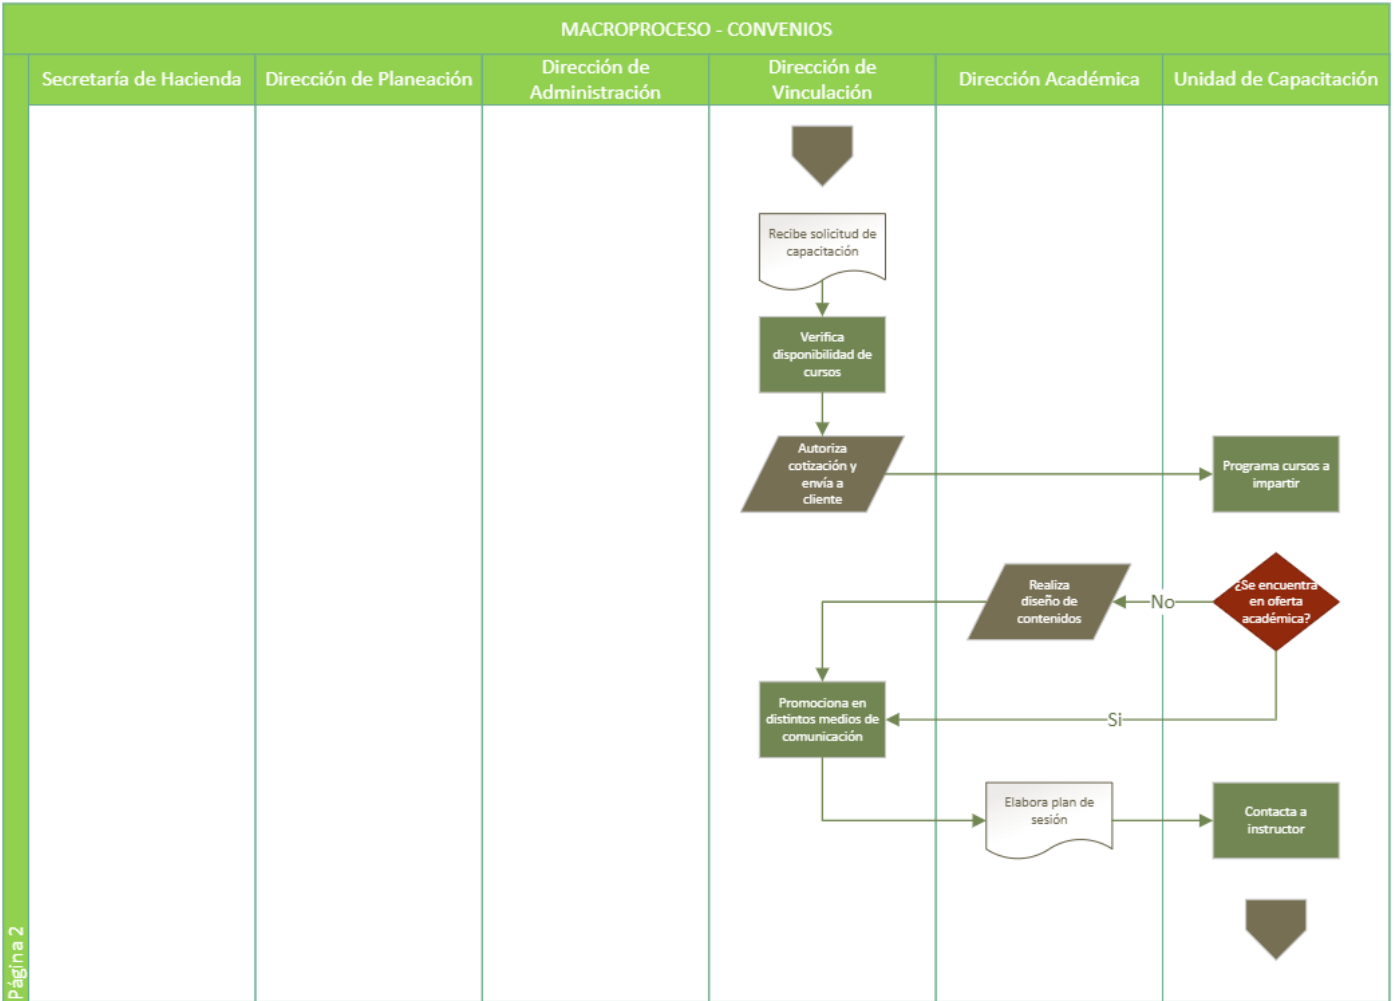 MACROPROCESO - CONVENIOS
Secretaría de Hacienda
Dirección de Planeación
Dirección de
Administración
Dirección de
Vinculación
Dirección Académica
Unidad de Capacitación
Recibe solicitud de
capacitación
Verifica
disponibilidad de
cursos
Autoriza
cotización y
envía a
cliente
Programa cursos a
impartir
Realiza
diseño de
contenidos
No
¿Se encuentra
en oferta
académica?
Promociona en
distintos medios de
comunicación
Si
Elabora plan de
sesión
Contacta a
instructor
Página 2